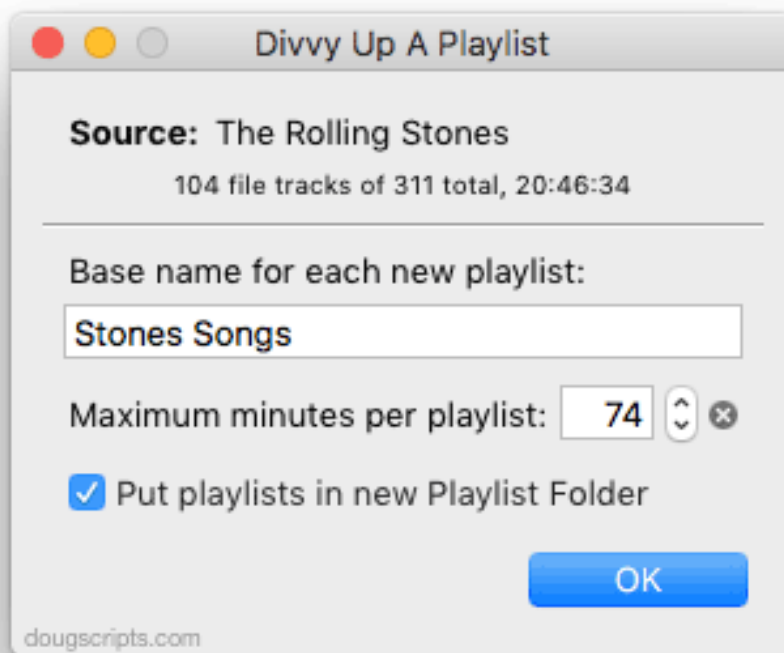 Divvy Up A Playlist
Source: The Rolling Stones
104 file tracks of 311 total, 20:46:34
Base name for each new playlist:
Stones Songs
Maximum minutes per playlist: 74
Put playlists in new Playlist Folder
OK
dougscripts.com